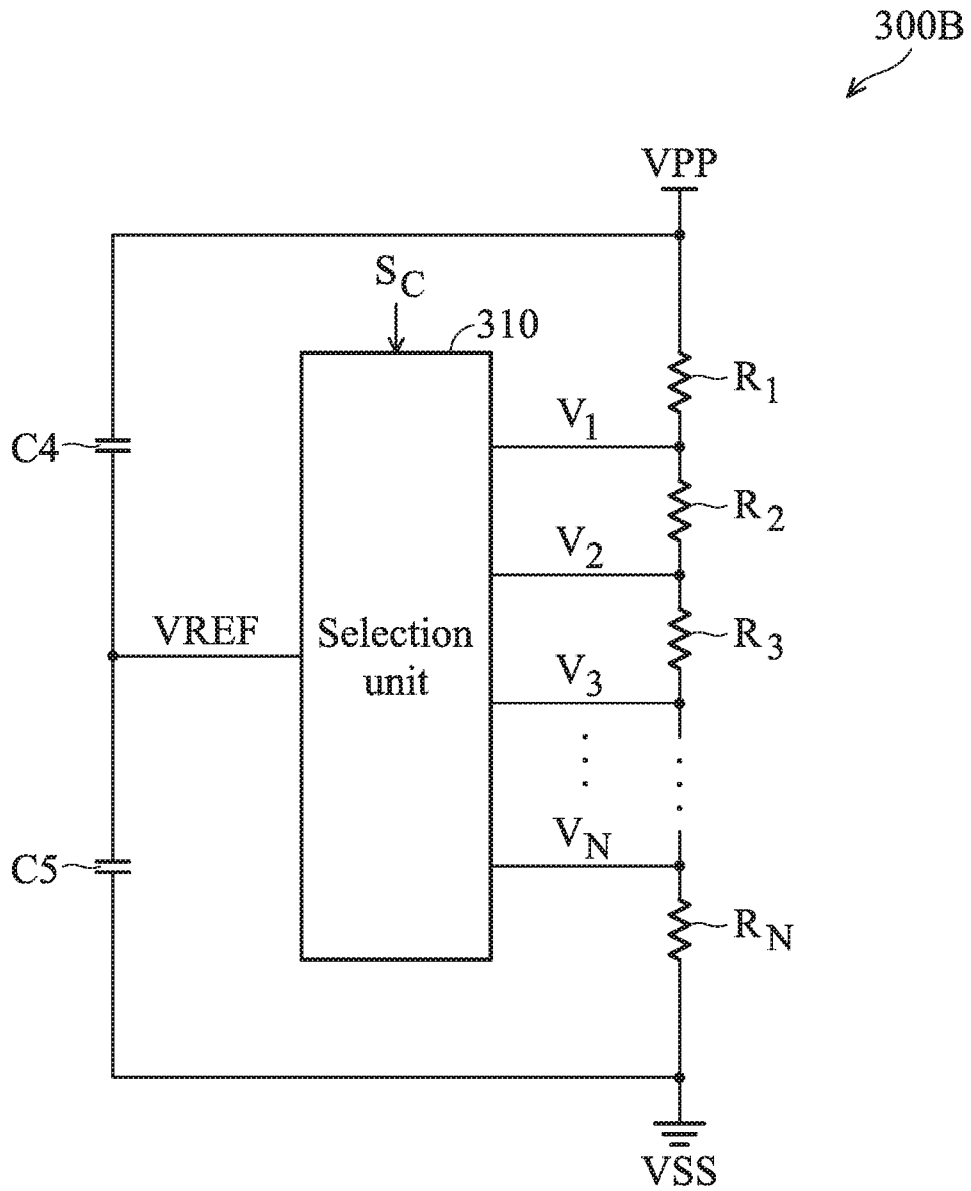 300B
VPP
S_C
310
R_1
V_1
C4
R_2
V_2
VREF
Selection
unit
R_3
V_3
V_N
C5
R_N
VSS